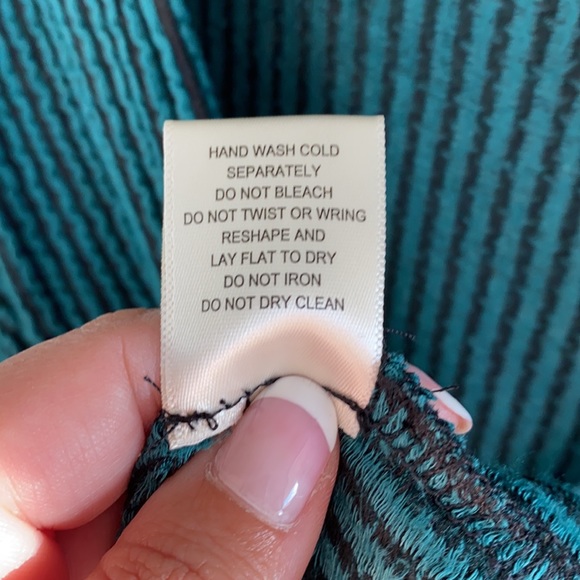 HAND WASH COLD
SEPARATELY
DO NOT BLEACH
DO NOT TWIST OR WRING
RESHAPE AND
LAY FLAT TO DRY
DO NOT IRON
DO NOT DRY CLEAN